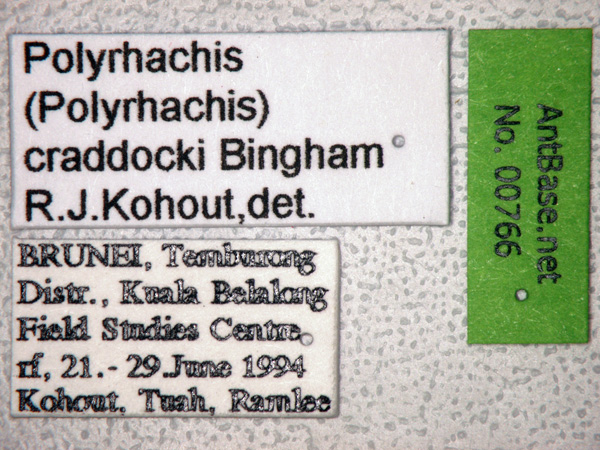 Polyrhachis
(Polyrhachis)
craddocki Bingham
R.J.Kohout,det.
BRUNEI, Temburong
Distr., Kuala Belalong
Field Studies Centre
rf, 21.- 29.June 1994
Kohout, Tuah, Ramlee
AntBase.net
No. 00766